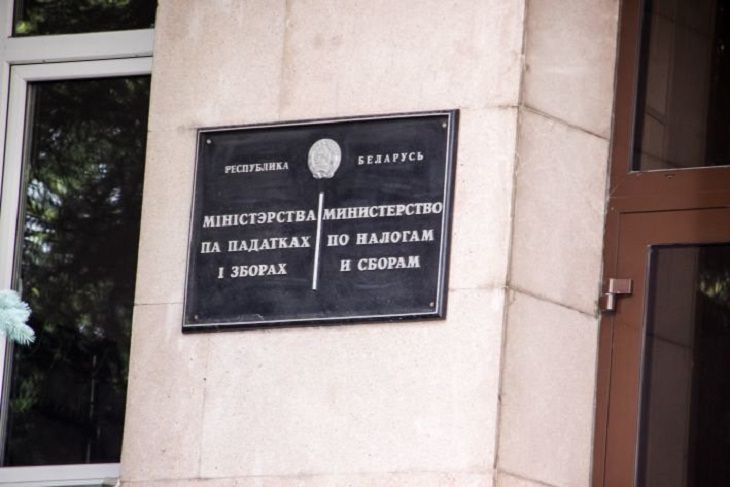 РЕСПУБЛИКА БЕЛАРУСЬ
МІНІСТЭРСТВА
ПА ПАДАТКАХ
І ЗБОРАХ
МИНИСТЕРСТВО
ПО НАЛОГАМ
И СБОРАМ